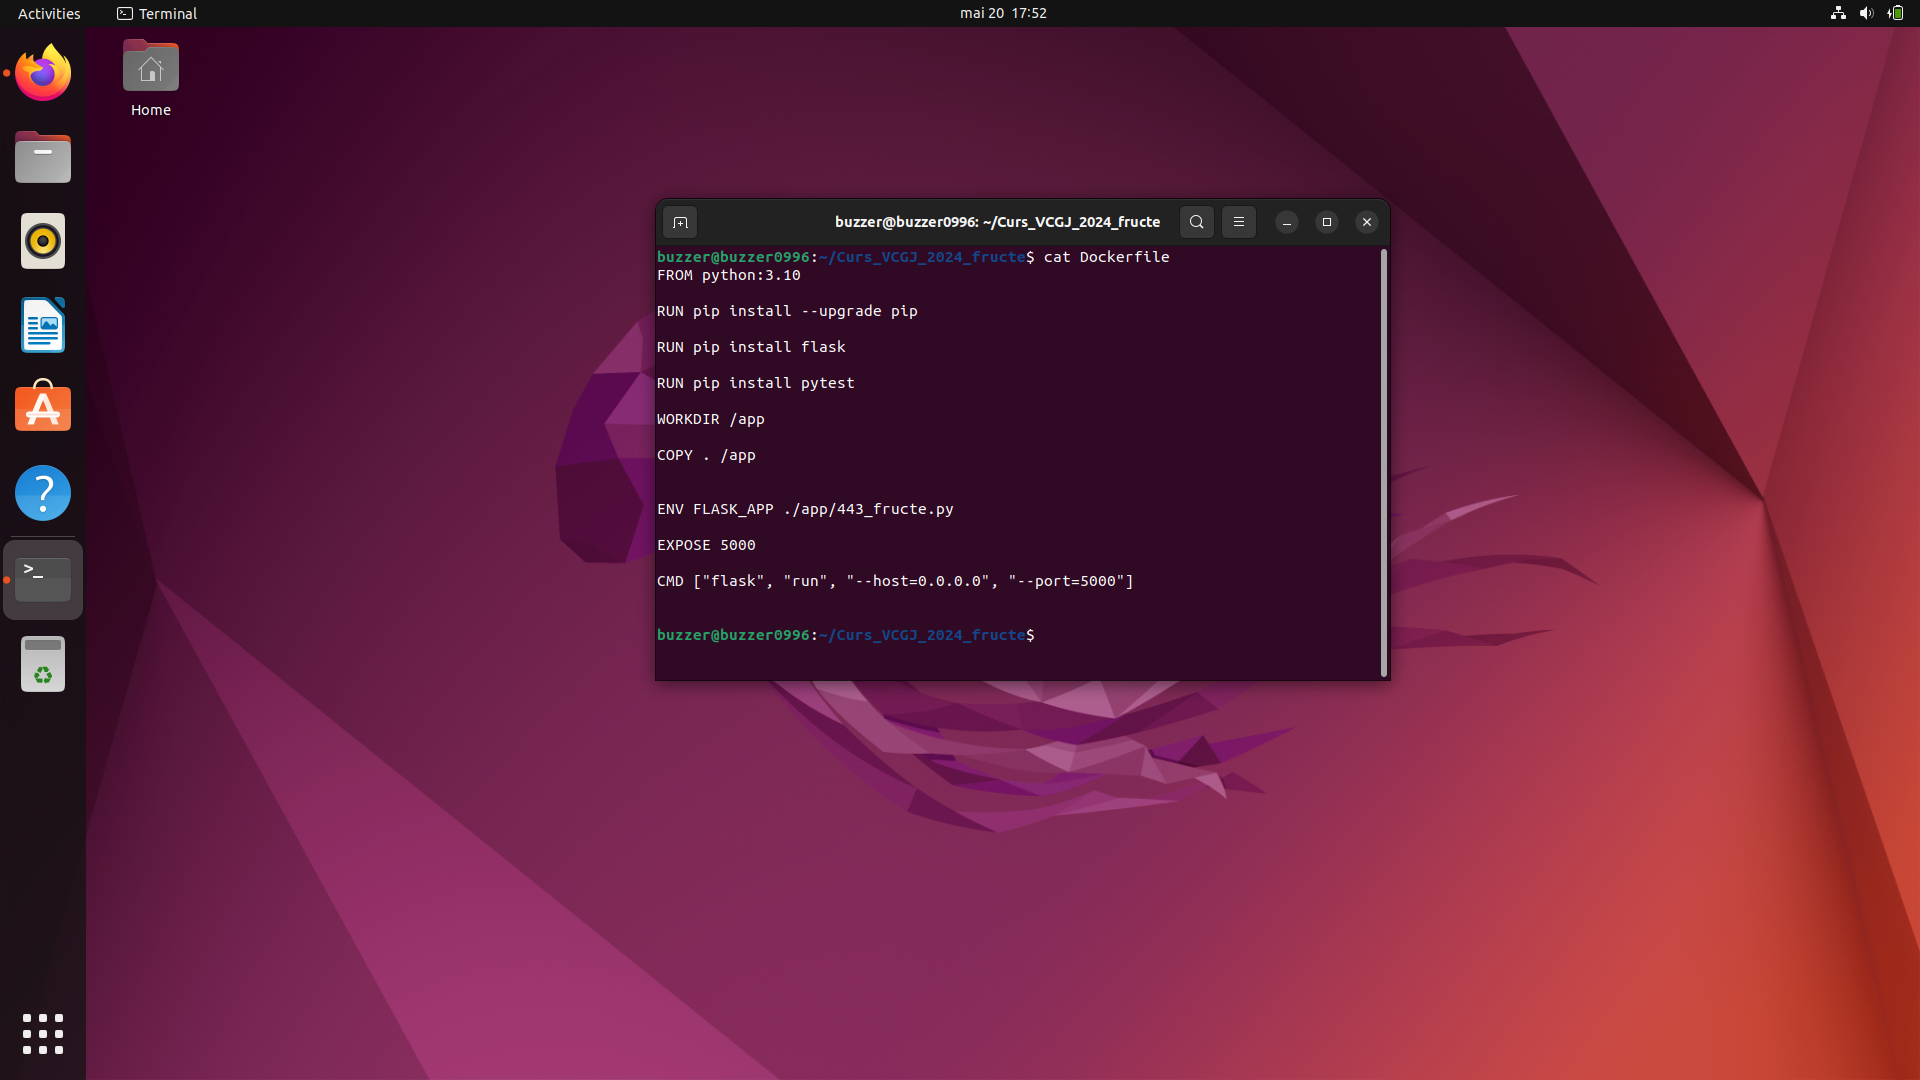 Activities
Terminal
mai 20 17:52
Home
buzzer@buzzer0996: ~/Curs_VCGJ_2024_fructe
buzzer@buzzer0996:~/Curs_VCGJ_2024_fructe$ cat Dockerfile
FROM python:3.10
RUN pip install --upgrade pip
RUN pip install flask
RUN pip install pytest
WORKDIR /app
COPY . /app
ENV FLASK_APP ./app/443_fructe.py
EXPOSE 5000
CMD ["flask", "run", "--host=0.0.0.0", "--port=5000"]
buzzer@buzzer0996:~/Curs_VCGJ_2024_fructe$